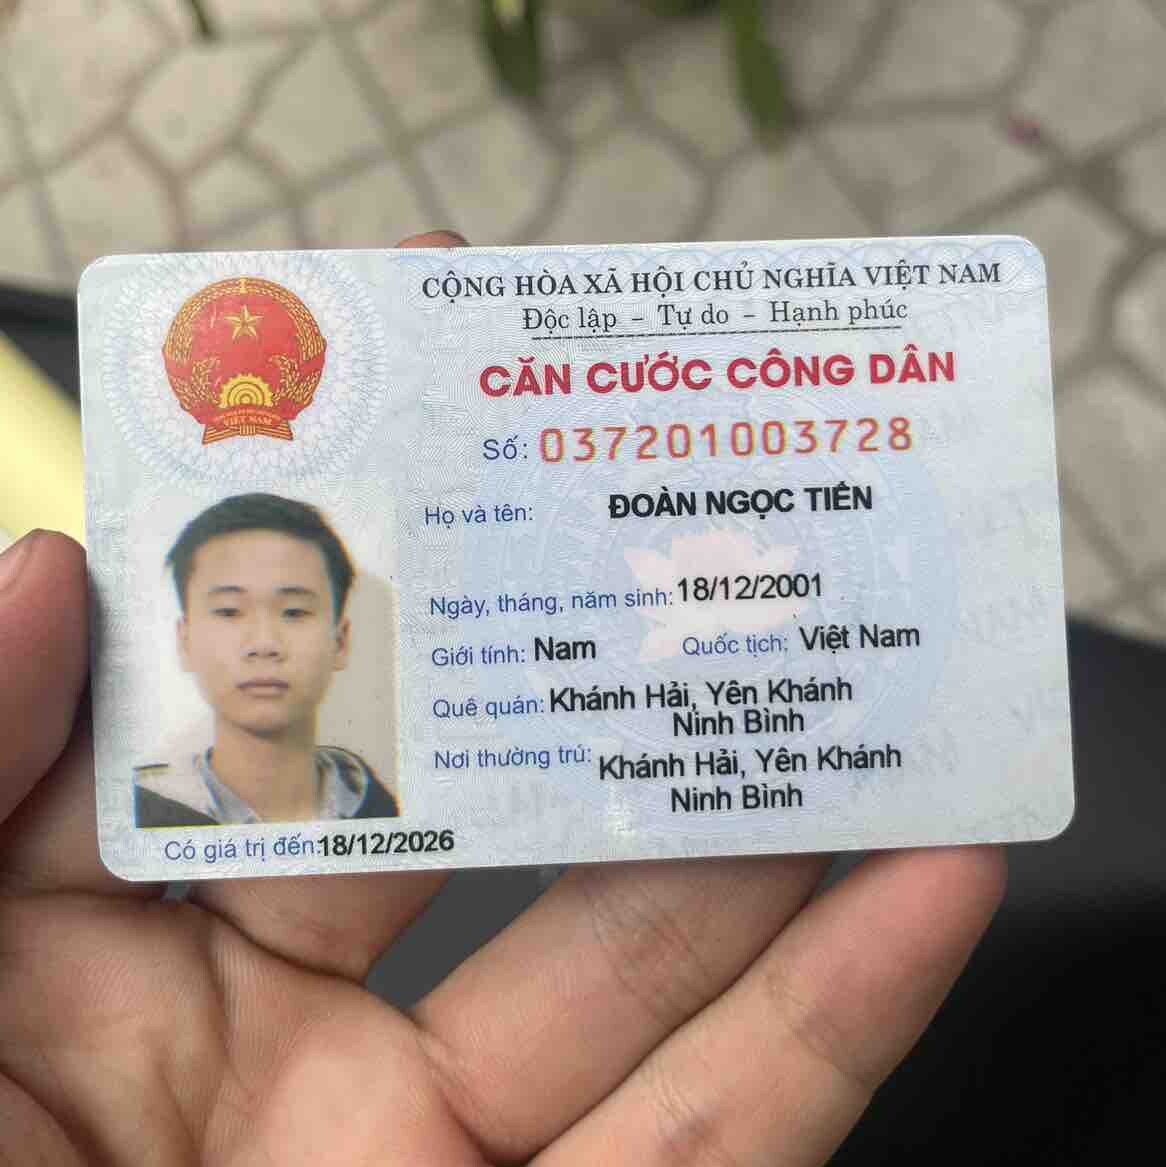 CỘNG HÒA XÃ HỘI CHỦ NGHĨA VIỆT NAM
Độc lập – Tự do – Hạnh phúc
CĂN CƯỚC CÔNG DÂN
Số: 037201003728
Họ và tên: ĐOÀN NGỌC TIẾN
Ngày, tháng, năm sinh: 18/12/2001
Giới tính: Nam Quốc tịch: Việt Nam
Quê quán: Khánh Hải, Yên Khánh
Ninh Bình
Nơi thường trú: Khánh Hải, Yên Khánh
Ninh Bình
Có giá trị đến: 18/12/2026
VIỆT NAM